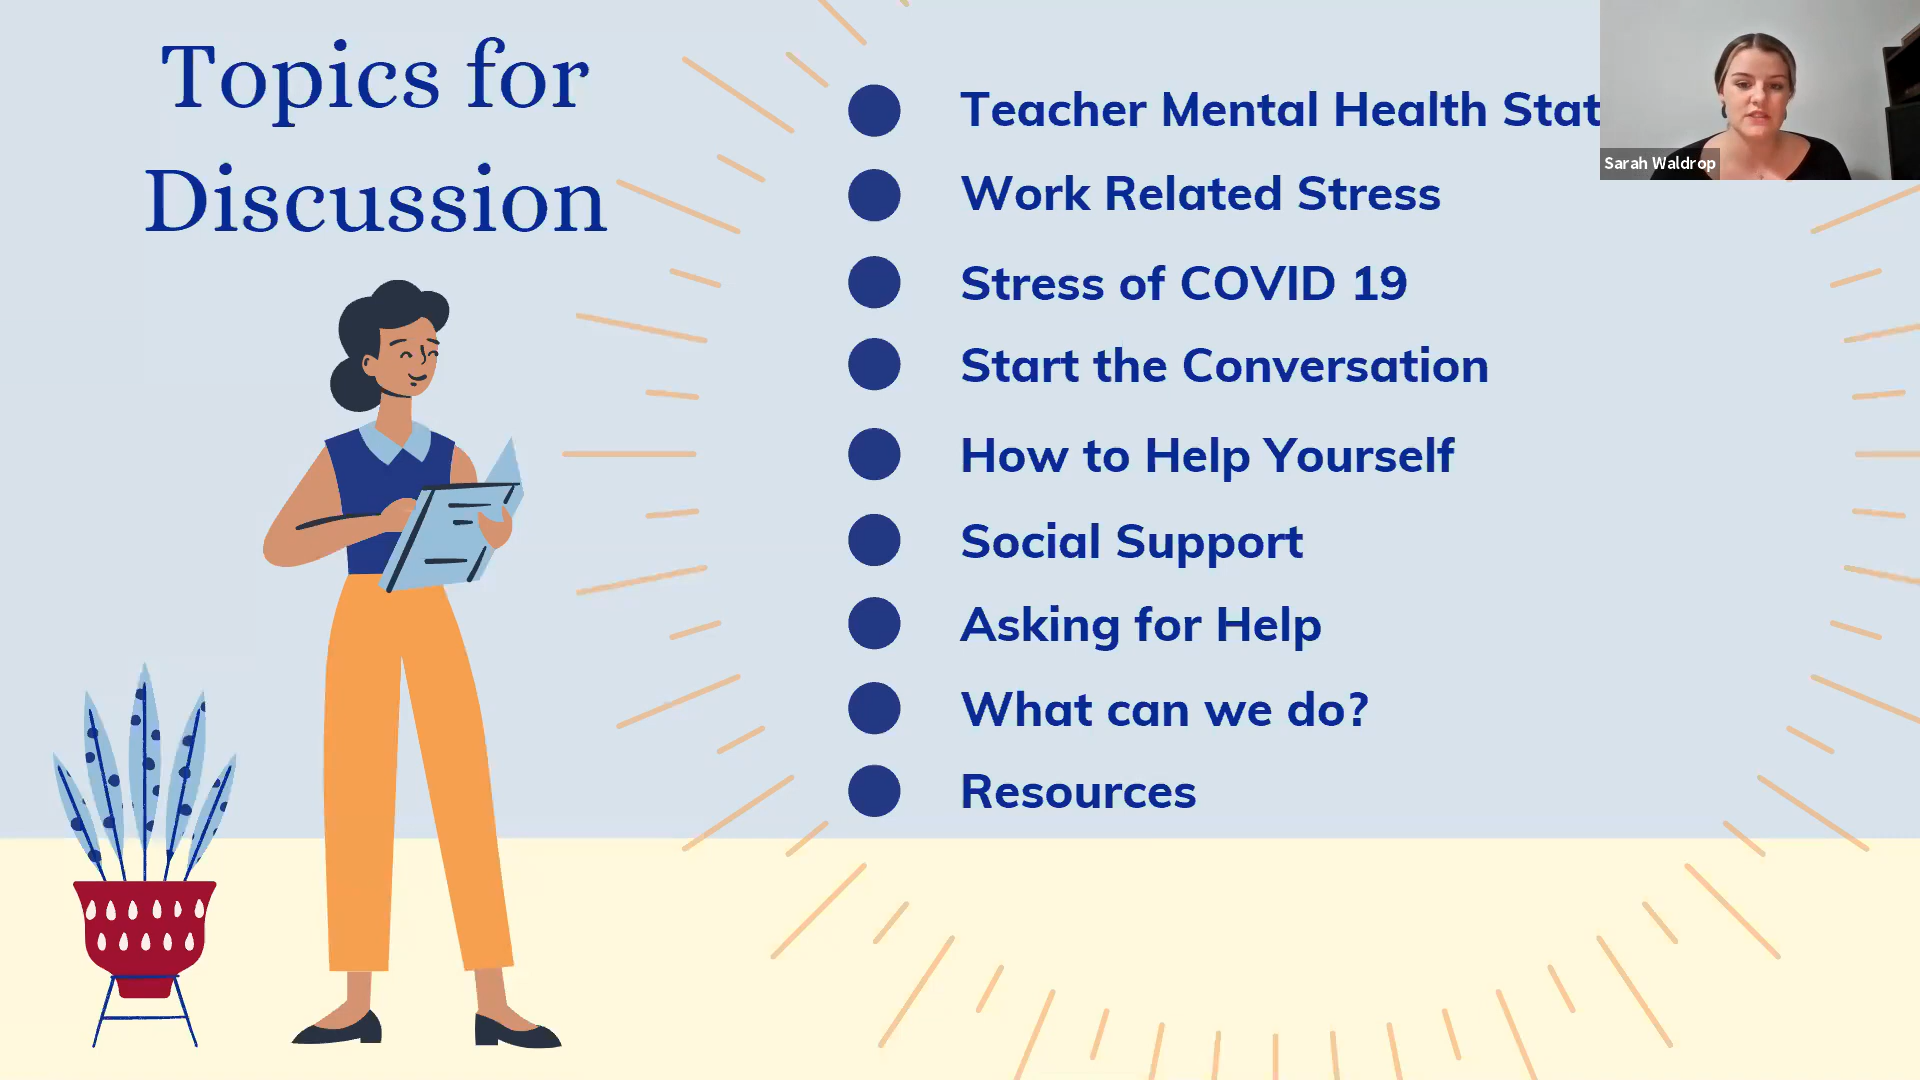 Topics for
Discussion
Teacher Mental Health
Work Related Stress
Stress of COVID 19
Start the Conversation
How to Help Yourself
Social Support
Asking for Help
What can we do?
Resources
Sarah Waldrop